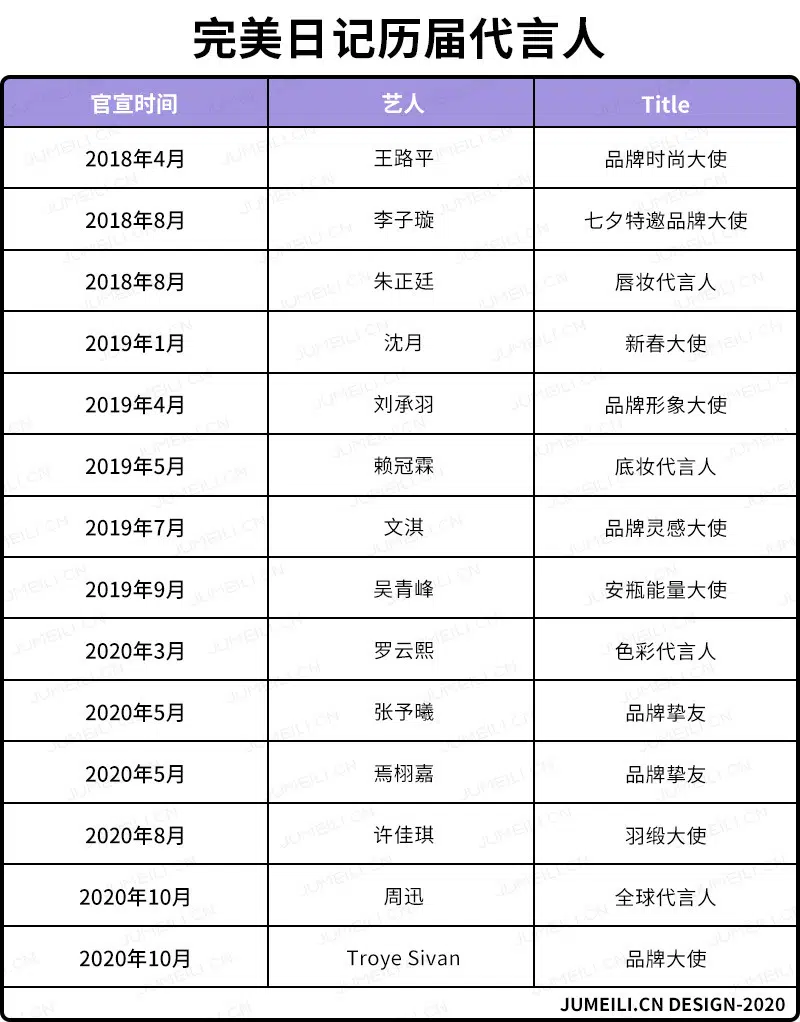 完美日记历届代言人
官宣时间 艺人 Title
2018年4月 王路平 品牌时尚大使
2018年8月 李子璇 七夕特邀品牌大使
2018年8月 朱正廷 唇妆代言人
2019年1月 沈月 新春大使
2019年4月 刘承羽 品牌形象大使
2019年5月 赖冠霖 底妆代言人
2019年7月 文淇 品牌灵感大使
2019年9月 吴青峰 安瓶能量大使
2020年3月 罗云熙 色彩代言人
2020年5月 张予曦 品牌挚友
2020年5月 焉栩嘉 品牌挚友
2020年8月 许佳琪 羽缎大使
2020年10月 周迅 全球代言人
2020年10月 Troye Sivan 品牌大使
JUMEILI.CN DESIGN-2020